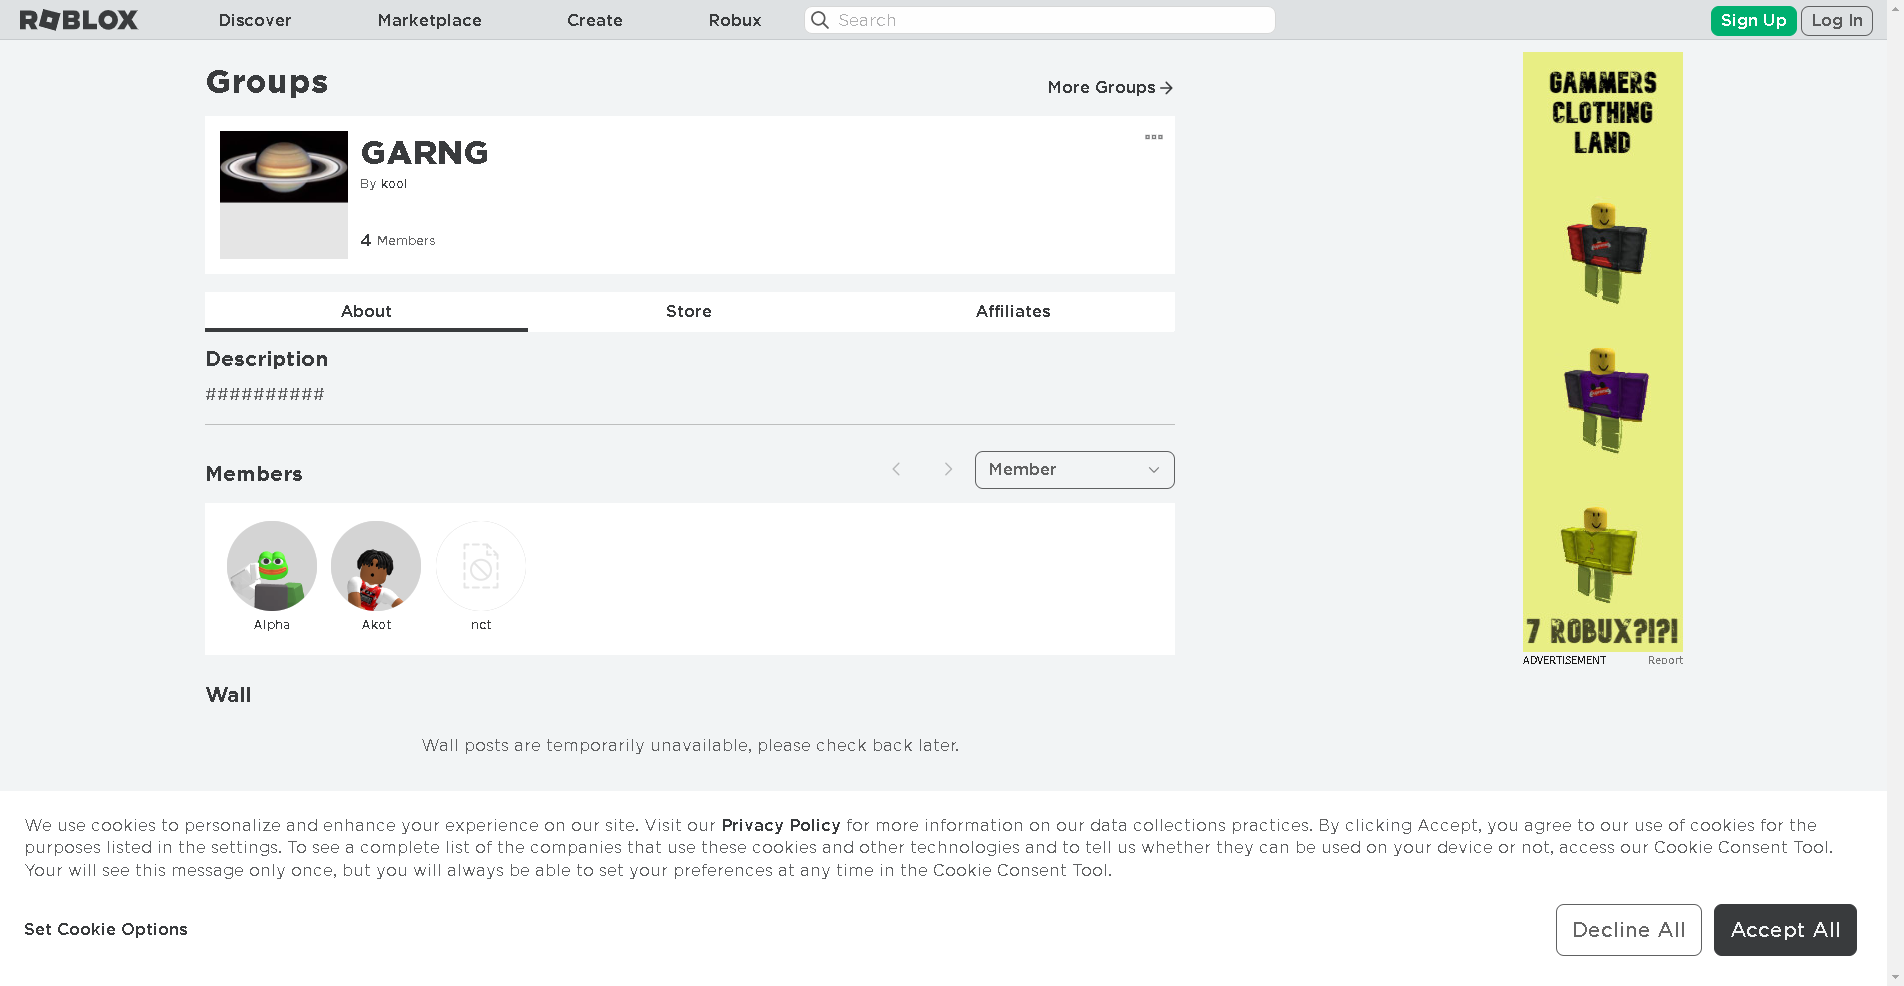 ROBLOX
Discover
Marketplace
Create
Robux
Search
Sign Up
Log In
Groups
More Groups
GARNG
By kool
4 Members
About
Store
Affiliates
Description
##########
Members
Member
Alpha
Akot
nct
Wall
Wall posts are temporarily unavailable, please check back later.
GAMMERS
CLOTHING
LAND
7 ROBUX?!?!
ADVERTISEMENT
Report
We use cookies to personalize and enhance your experience on our site. Visit our Privacy Policy for more information on our data collections practices. By clicking Accept, you agree to our use of cookies for the
purposes listed in the settings. To see a complete list of the companies that use these cookies and other technologies and to tell us whether they can be used on your device or not, access our Cookie Consent Tool.
Your will see this message only once, but you will always be able to set your preferences at any time in the Cookie Consent Tool.
Set Cookie Options
Decline All
Accept All